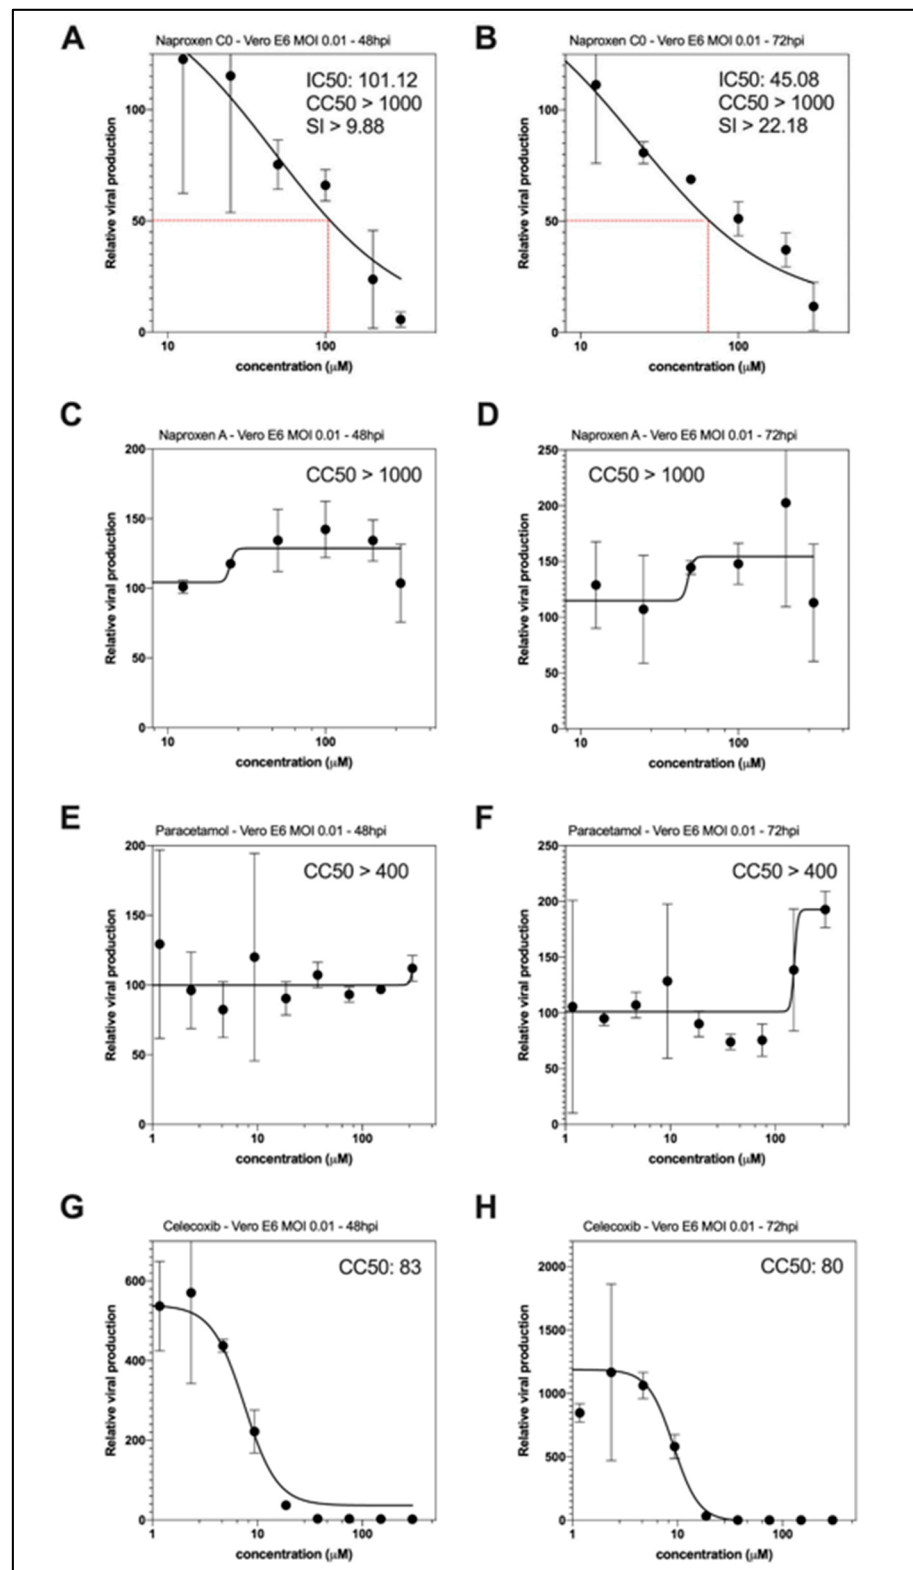 A
Naproxen C0 - Vero E6 MOI 0.01 - 48hpi
IC50: 101.12
CC50 > 1000
SI > 9.88
100
50
0
Relative viral production
10
100
concentration (μM)
B
Naproxen C0 - Vero E6 MOI 0.01 - 72hpi
IC50: 45.08
CC50 > 1000
SI > 22.18
100
50
0
Relative viral production
10
100
concentration (μM)
C
Naproxen A - Vero E6 MOI 0.01 - 48hpi
CC50 > 1000
200
150
100
50
0
Relative viral production
10
100
concentration (μM)
D
Naproxen A - Vero E6 MOI 0.01 - 72hpi
CC50 > 1000
250
200
150
100
50
0
Relative viral production
10
100
concentration (μM)
E
Paracetamol - Vero E6 MOI 0.01 - 48hpi
CC50 > 400
200
150
100
50
0
Relative viral production
1
10
100
concentration (μM)
F
Paracetamol - Vero E6 MOI 0.01 - 72hpi
CC50 > 400
250
200
150
100
50
0
Relative viral production
1
10
100
concentration (μM)
G
Celecoxib - Vero E6 MOI 0.01 - 48hpi
CC50: 83
600
400
200
0
Relative viral production
1
10
100
concentration (μM)
H
Celecoxib - Vero E6 MOI 0.01 - 72hpi
CC50: 80
2000
1500
1000
500
0
Relative viral production
1
10
100
concentration (μM)